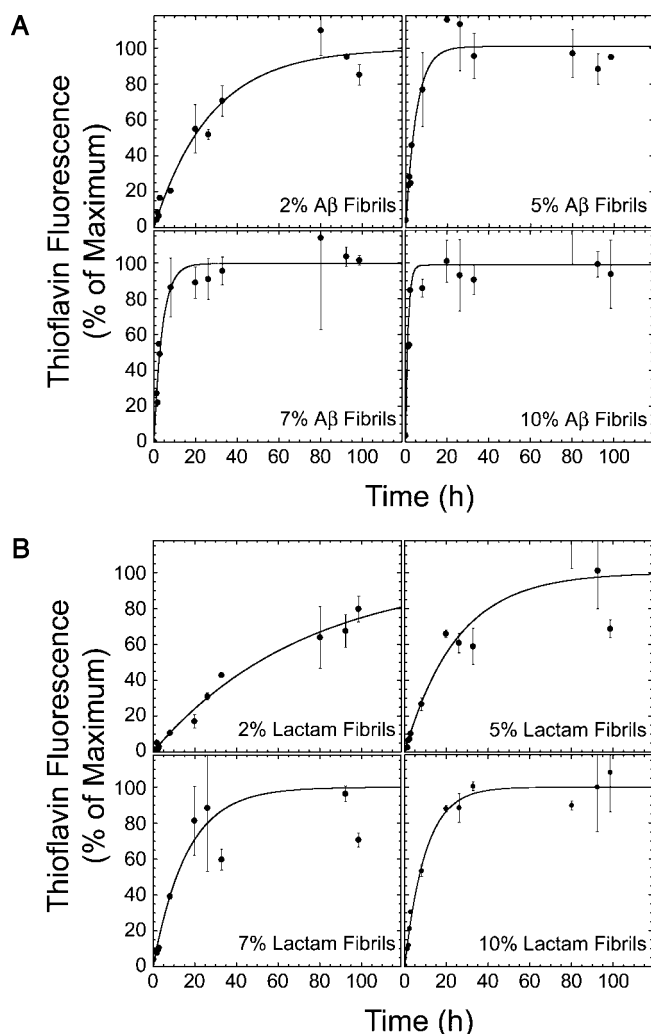 A
Thioflavin Fluorescence
(% of Maximum)
100
80
60
40
20
0
2% Aβ Fibrils
5% Aβ Fibrils
100
80
60
40
20
0
7% Aβ Fibrils
10% Aβ Fibrils
0 20 40 60 80 100
0 20 40 60 80 100
Time (h)
B
Thioflavin Fluorescence
(% of Maximum)
100
80
60
40
20
0
2% Lactam Fibrils
5% Lactam Fibrils
100
80
60
40
20
0
7% Lactam Fibrils
10% Lactam Fibrils
0 20 40 60 80 100
0 20 40 60 80 100
Time (h)